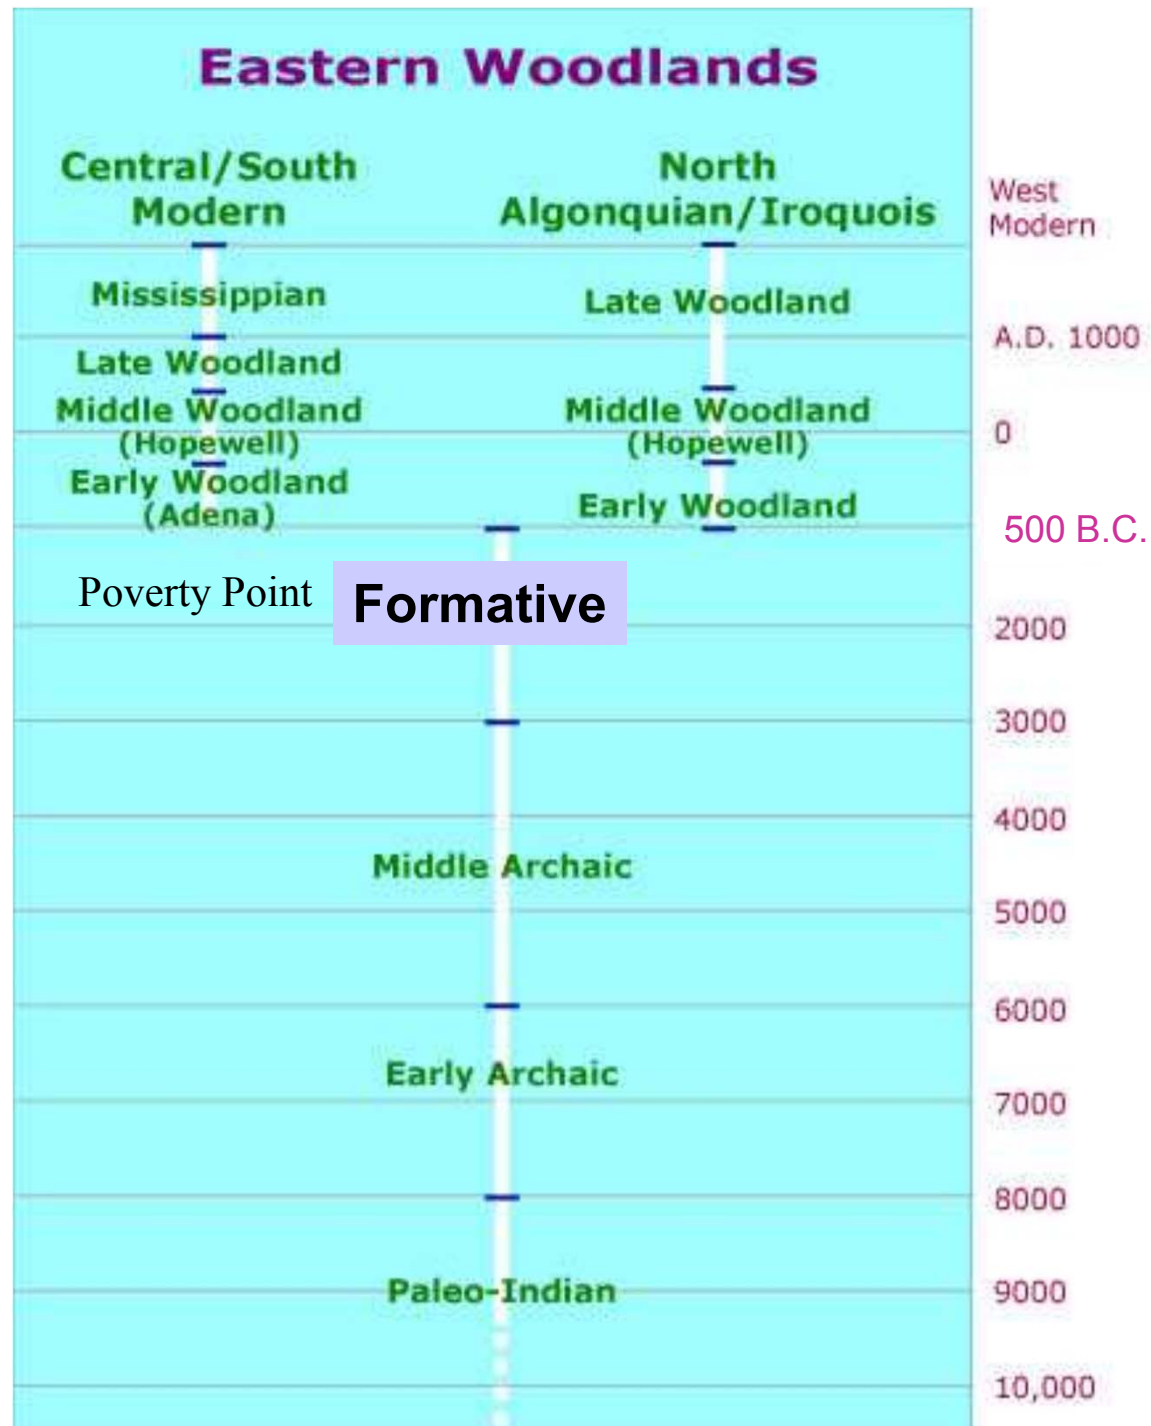 Eastern Woodlands
Central/South
Modern
North
Algonquian/Iroquois
West
Modern
Mississippian
Late Woodland
A.D. 1000
Late Woodland
Middle Woodland
(Hopewell)
Middle Woodland
(Hopewell)
0
Early Woodland
(Adena)
Early Woodland
500 B.C.
Poverty Point
Formative
2000
3000
4000
Middle Archaic
5000
6000
Early Archaic
7000
8000
Paleo-Indian
9000
10,000